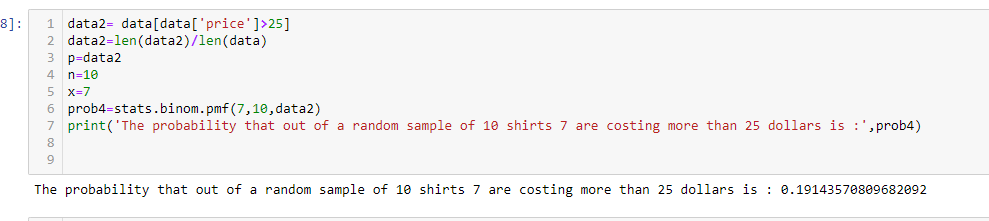 8]:
1 data2= data[data['price']>25]
2 data2=len(data2)/len(data)
3 p=data2
4 n=10
5 x=7
6 prob4=stats.binom.pmf(7,10,data2)
7 print('The probability that out of a random sample of 10 shirts 7 are costing more than 25 dollars is :',prob4)
8
9
The probability that out of a random sample of 10 shirts 7 are costing more than 25 dollars is : 0.19143570809682092